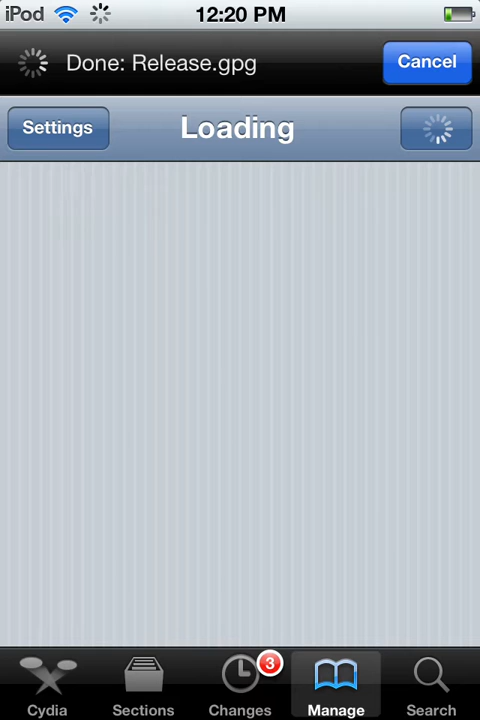 iPod 12:20 PM
Done: Release.gpg Cancel
Settings Loading
3
Cydia Sections Changes Manage Search